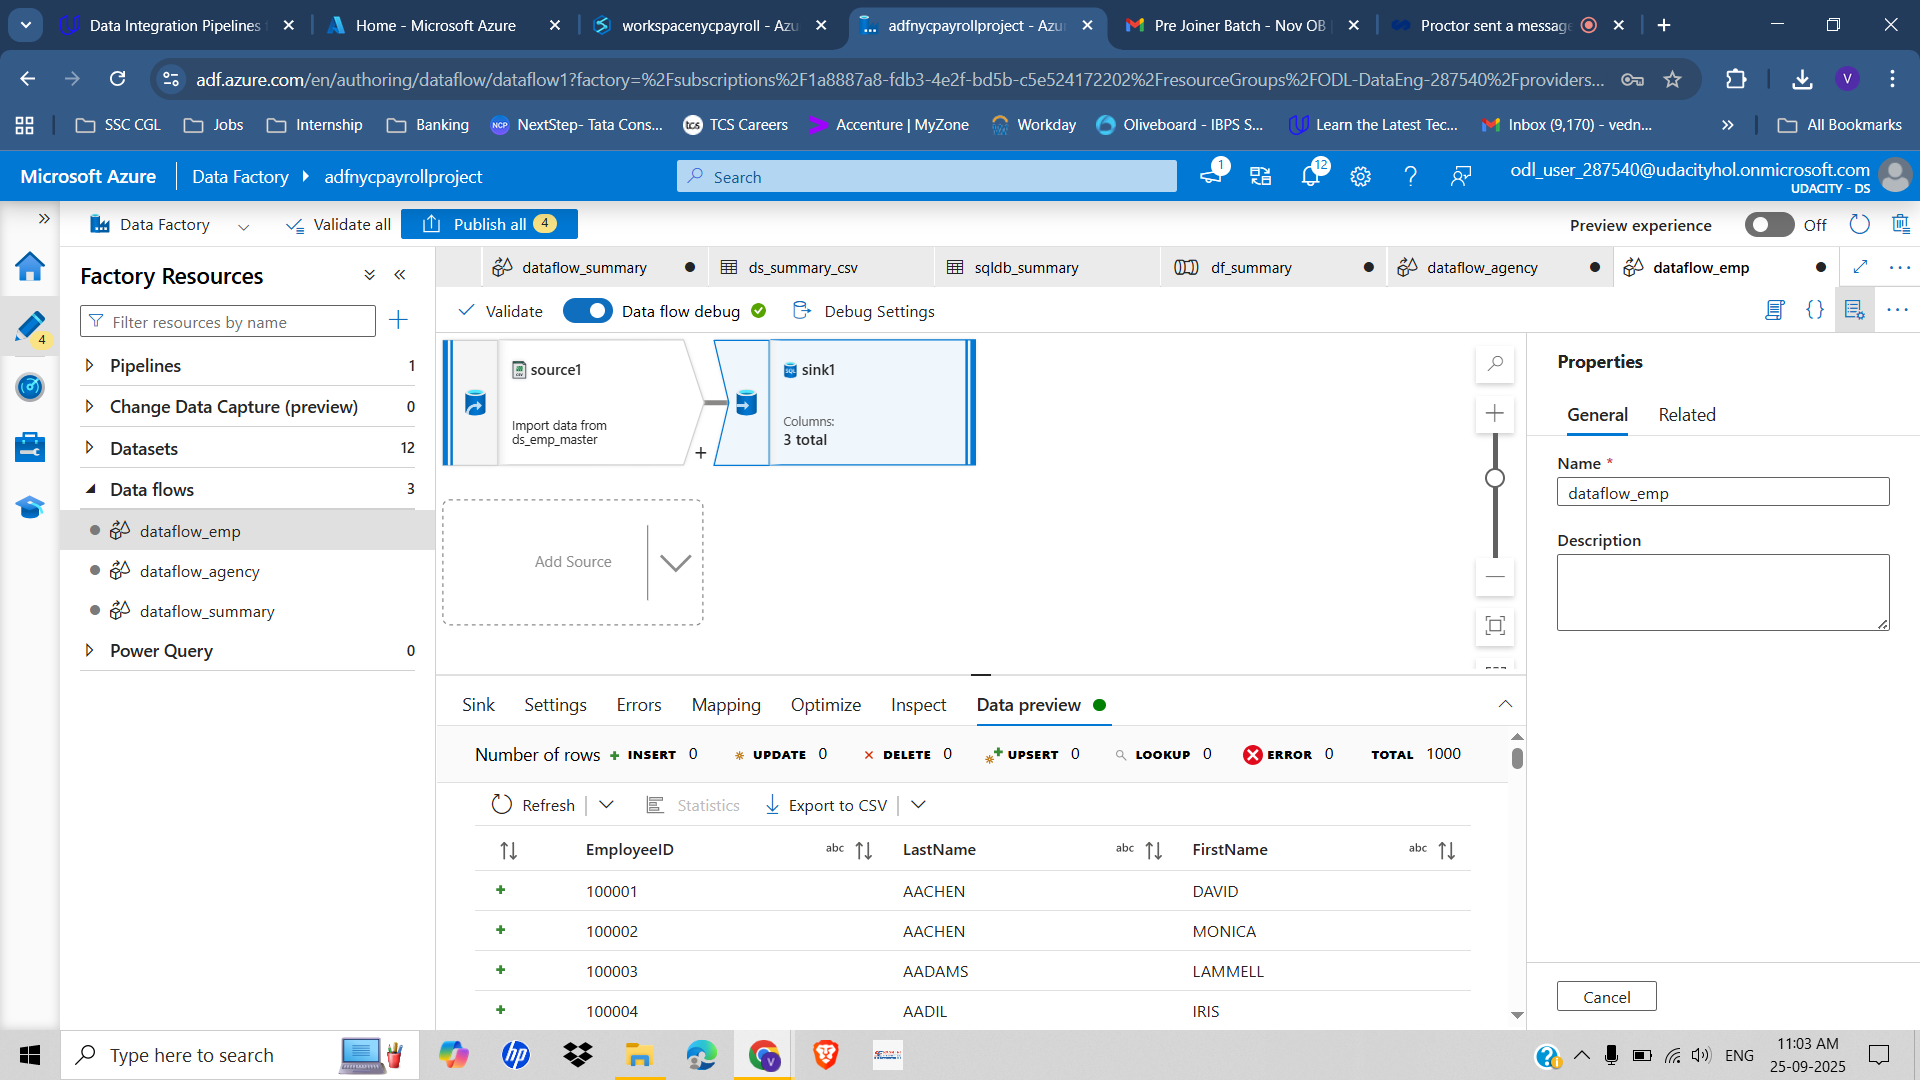 Data Integration Pipelines
Home - Microsoft Azure
workspacenycpayroll - Azu
adfnycpayrollproject - Azu
Pre Joiner Batch - Nov OB
Proctor sent a message
adf.azure.com/en/authoring/dataflow/dataflow1?factory=%2Fsubscriptions%2F1a8887a8-fdb3-4e2f-bd5b-c5e524172202%2FresourceGroups%2FODL-DataEng-287540%2Fproviders...
V
SSC CGL
Jobs
Internship
Banking
NextStep- Tata Cons...
TCS Careers
Accenture | MyZone
Workday
Oliveboard - IBPS S...
Learn the Latest Tec...
Inbox (9,170) - vedn...
All Bookmarks
Microsoft Azure
Data Factory
adfnycpayrollproject
Search
1
12
odl_user_287540@udacityhol.onmicrosoft.com
UDACITY - DS
Data Factory
Validate all
Publish all 4
Preview experience
Off
4
Factory Resources
Filter resources by name
Pipelines 1
Change Data Capture (preview) 0
Datasets 12
Data flows 3
dataflow_emp
dataflow_agency
dataflow_summary
Power Query 0
dataflow_summary
ds_summary_csv
sqldb_summary
df_summary
dataflow_agency
dataflow_emp
Validate
Data flow debug
Debug Settings
source1
Import data from
ds_emp_master
sink1
Columns:
3 total
Add Source
Properties
General
Related
Name *
dataflow_emp
Description
Cancel
Sink
Settings
Errors
Mapping
Optimize
Inspect
Data preview
Number of rows + INSERT 0 UPDATE 0 DELETE 0 UPSERT 0 LOOKUP 0 ERROR 0 TOTAL 1000
Refresh
Statistics
Export to CSV
EmployeeID abc LastName abc FirstName abc
100001 AACHEN DAVID
100002 AACHEN MONICA
100003 AADAMS LAMMELL
100004 AADIL IRIS
Type here to search
ENG
11:03 AM
25-09-2025